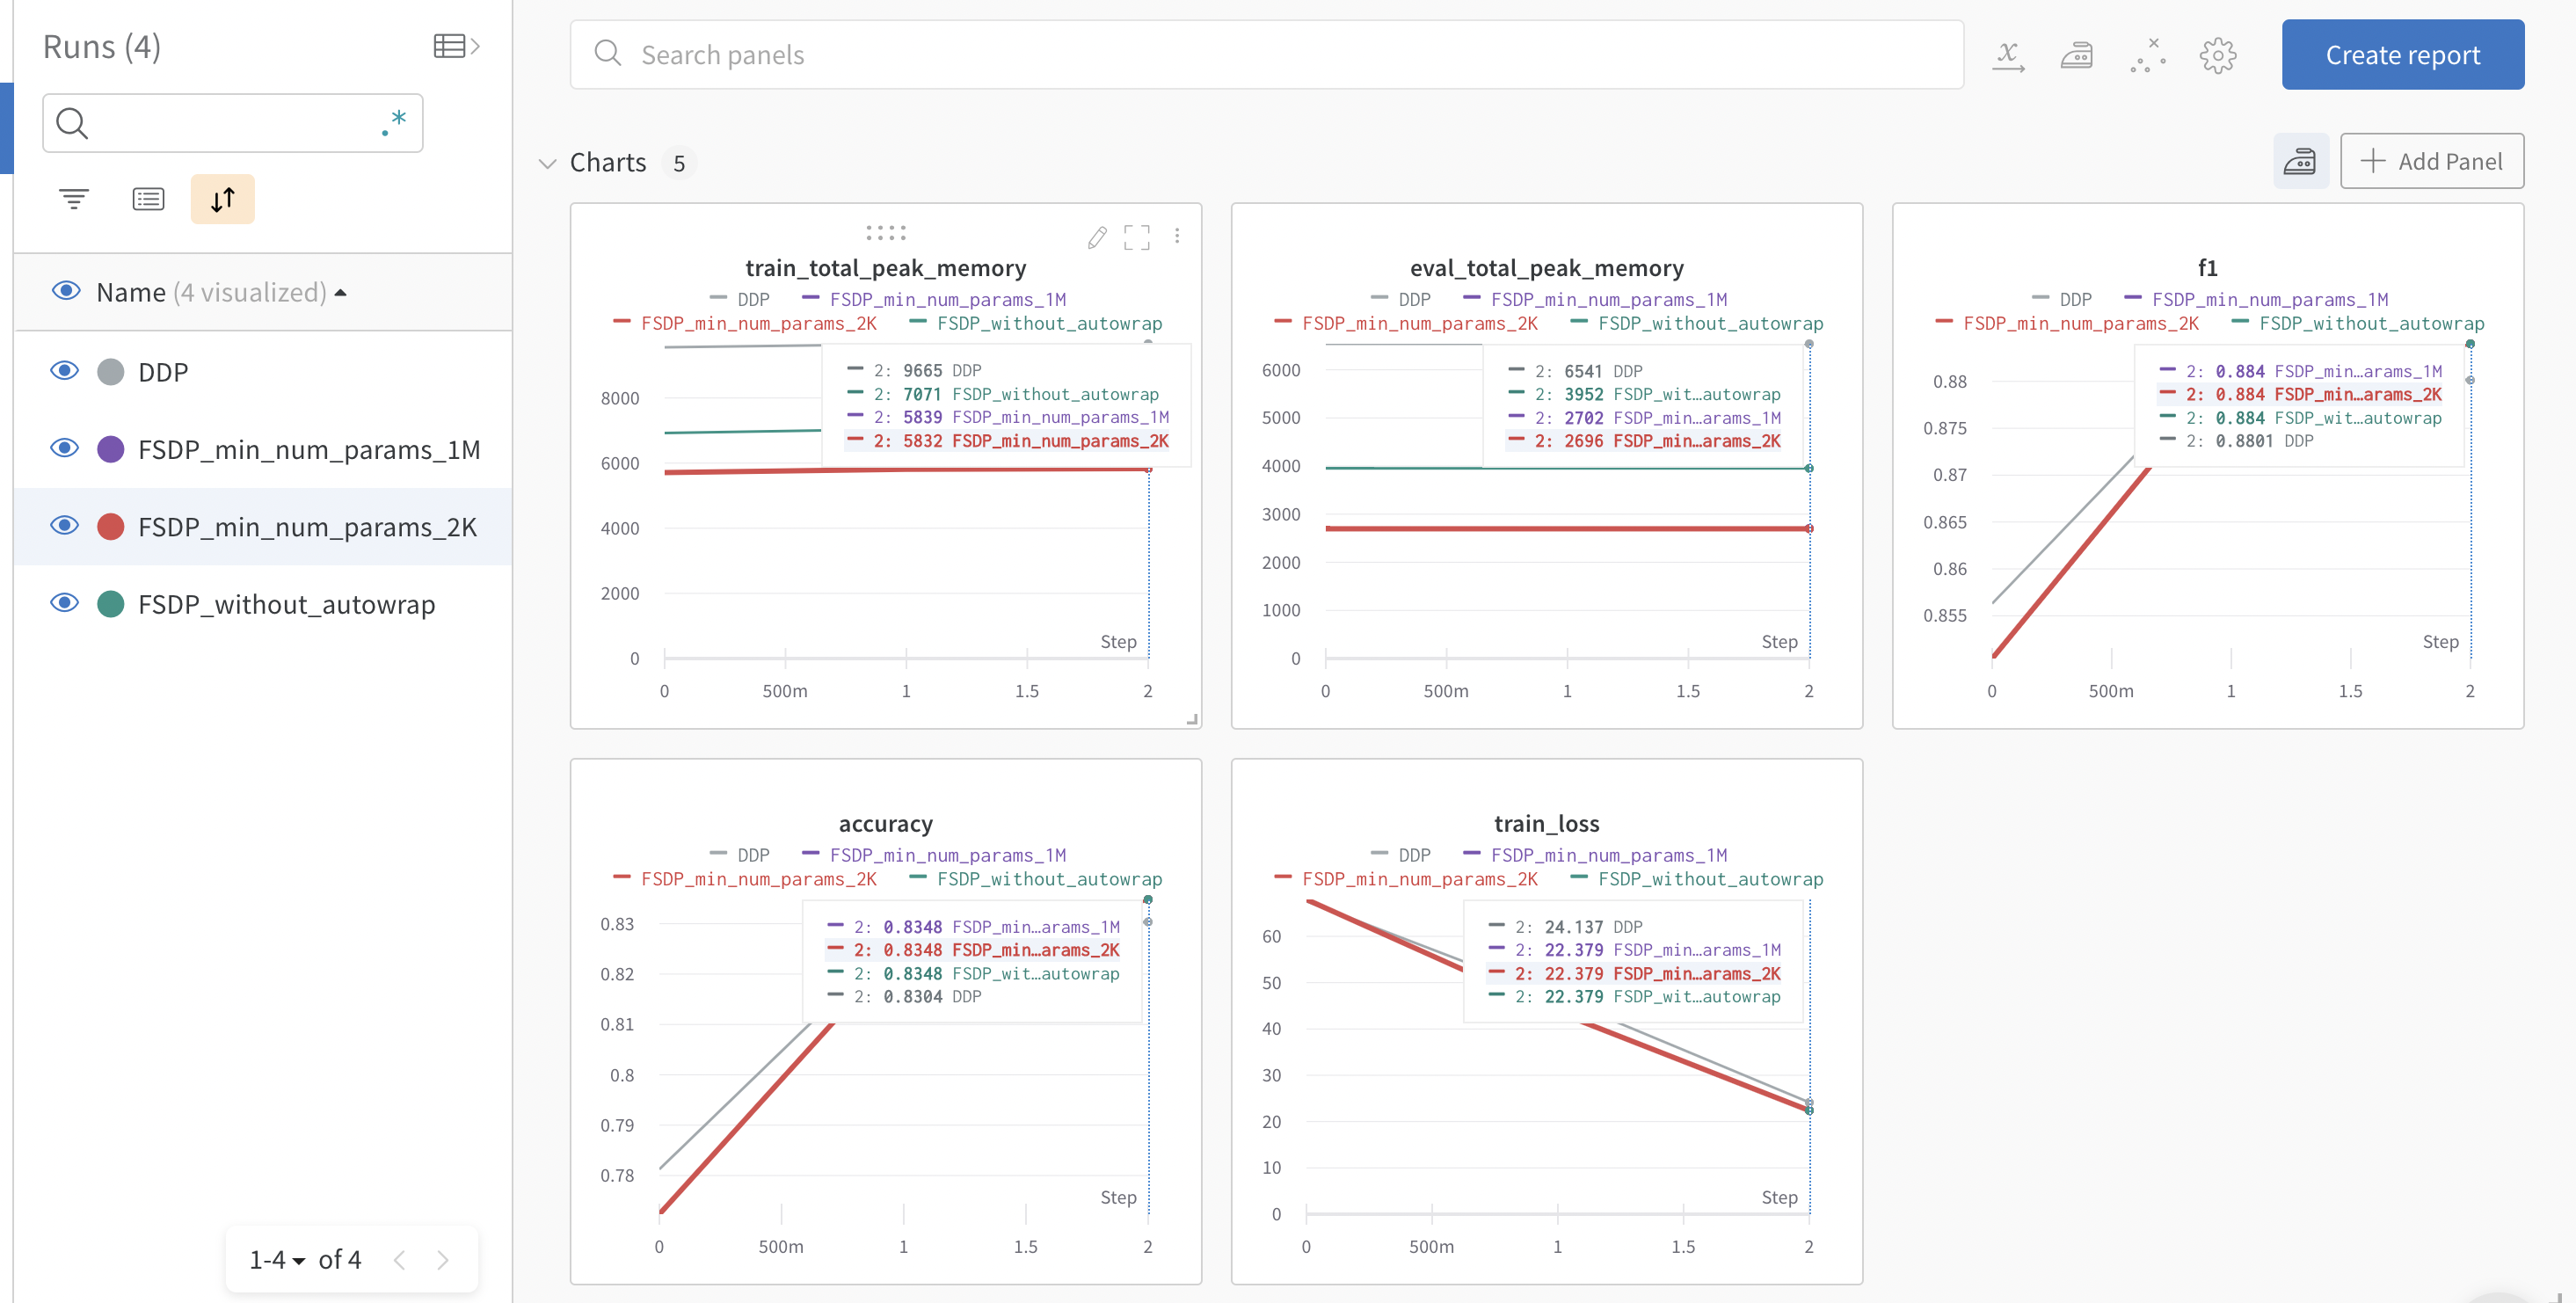 Runs (4)
.*
Name (4 visualized)
DDP
FSDP_min_num_params_1M
FSDP_min_num_params_2K
FSDP_without_autowrap
1-4 of 4
Search panels
Create report
Charts 5
Add Panel
train_total_peak_memory
DDP FSDP_min_num_params_1M
FSDP_min_num_params_2K FSDP_without_autowrap
2: 9665 DDP
2: 7071 FSDP_without_autowrap
2: 5839 FSDP_min_num_params_1M
2: 5832 FSDP_min_num_params_2K
8000
6000
4000
2000
0
Step
0 500m 1 1.5 2
eval_total_peak_memory
DDP FSDP_min_num_params_1M
FSDP_min_num_params_2K FSDP_without_autowrap
2: 6541 DDP
2: 3952 FSDP_wit…autowrap
2: 2702 FSDP_min…arams_1M
2: 2696 FSDP_min…arams_2K
6000
5000
4000
3000
2000
1000
0
Step
0 500m 1 1.5 2
f1
DDP FSDP_min_num_params_1M
FSDP_min_num_params_2K FSDP_without_autowrap
2: 0.884 FSDP_min…arams_1M
2: 0.884 FSDP_min…arams_2K
2: 0.884 FSDP_wit…autowrap
2: 0.8801 DDP
0.88
0.875
0.87
0.865
0.86
0.855
Step
0 500m 1 1.5 2
accuracy
DDP FSDP_min_num_params_1M
FSDP_min_num_params_2K FSDP_without_autowrap
2: 0.8348 FSDP_min…arams_1M
2: 0.8348 FSDP_min…arams_2K
2: 0.8348 FSDP_wit…autowrap
2: 0.8304 DDP
0.83
0.82
0.81
0.8
0.79
0.78
Step
0 500m 1 1.5 2
train_loss
DDP FSDP_min_num_params_1M
FSDP_min_num_params_2K FSDP_without_autowrap
2: 24.137 DDP
2: 22.379 FSDP_min…arams_1M
2: 22.379 FSDP_min…arams_2K
2: 22.379 FSDP_wit…autowrap
60
50
40
30
20
10
0
Step
0 500m 1 1.5 2